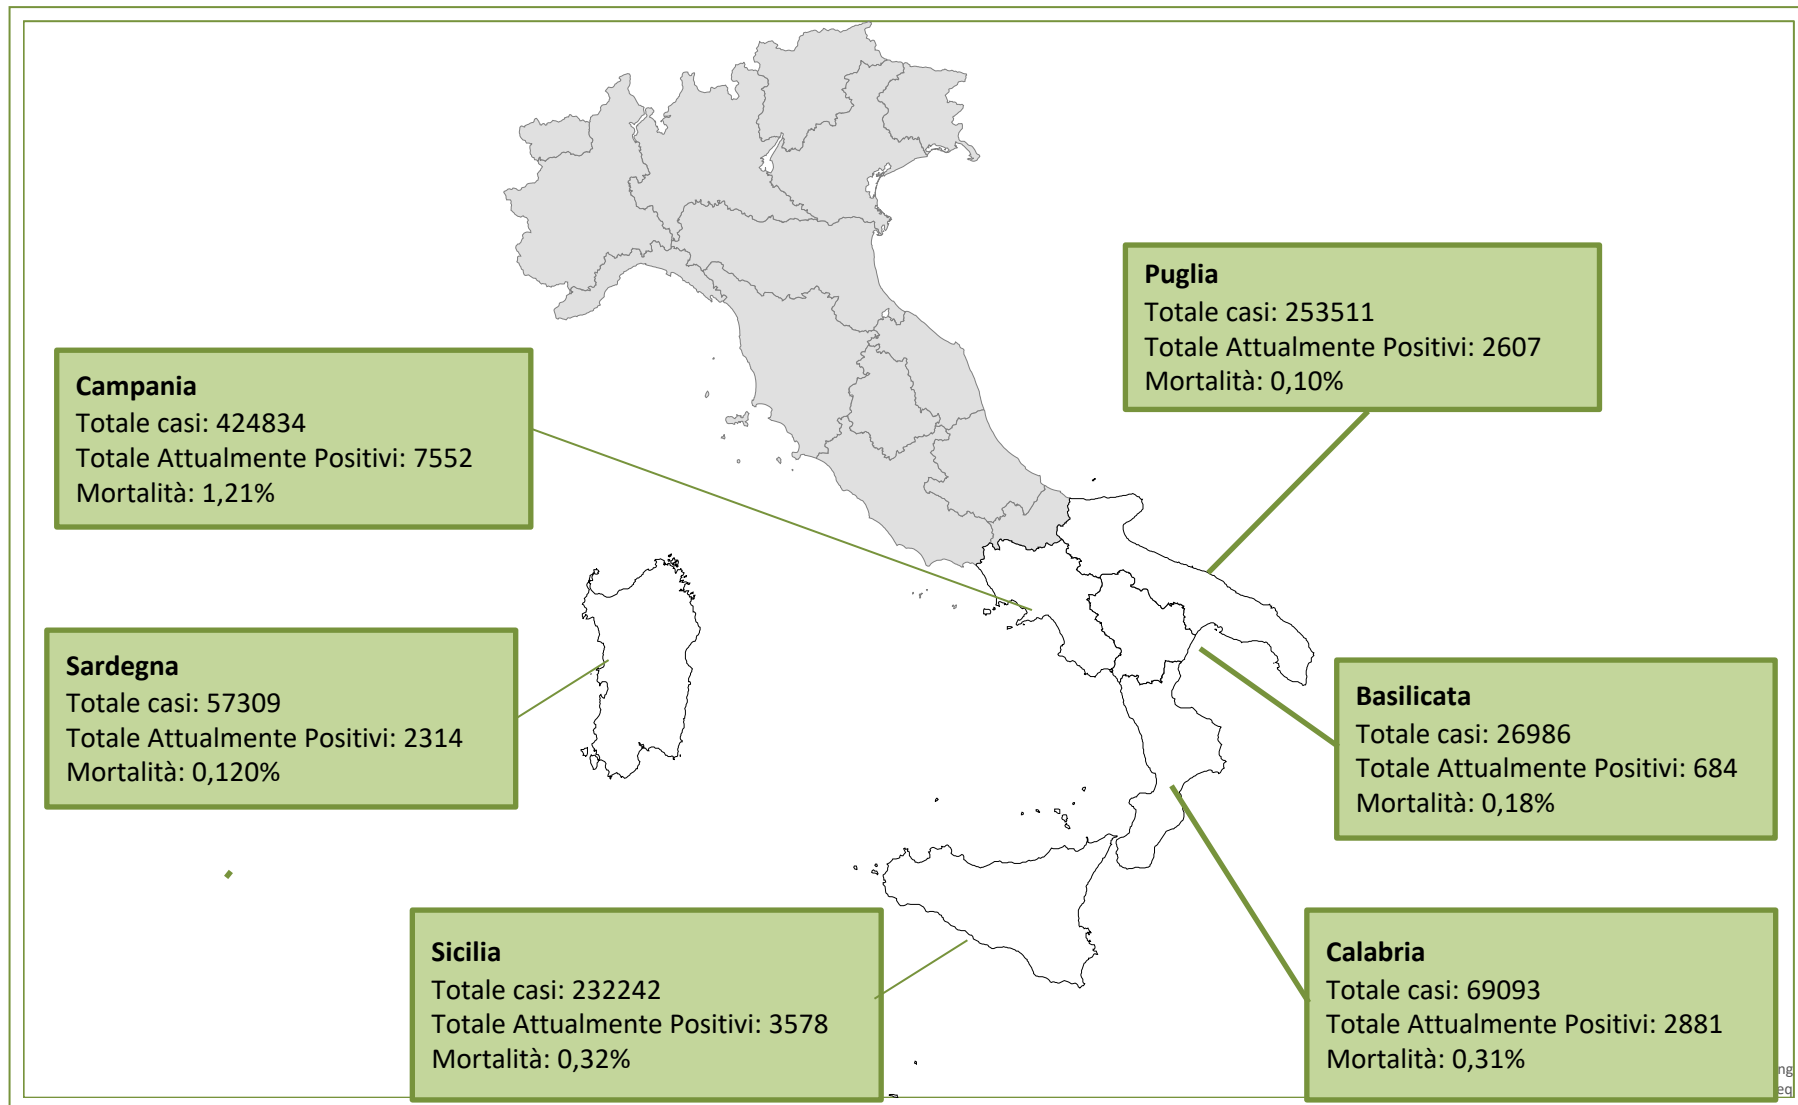 Puglia
Totale casi: 253511
Totale Attualmente Positivi: 2607
Mortalità: 0,10%
Campania
Totale casi: 424834
Totale Attualmente Positivi: 7552
Mortalità: 1,21%
Sardegna
Totale casi: 57309
Totale Attualmente Positivi: 2314
Mortalità: 0,120%
Basilicata
Totale casi: 26986
Totale Attualmente Positivi: 684
Mortalità: 0,18%
Sicilia
Totale casi: 232242
Totale Attualmente Positivi: 3578
Mortalità: 0,32%
Calabria
Totale casi: 69093
Totale Attualmente Positivi: 2881
Mortalità: 0,31%
ng
eq